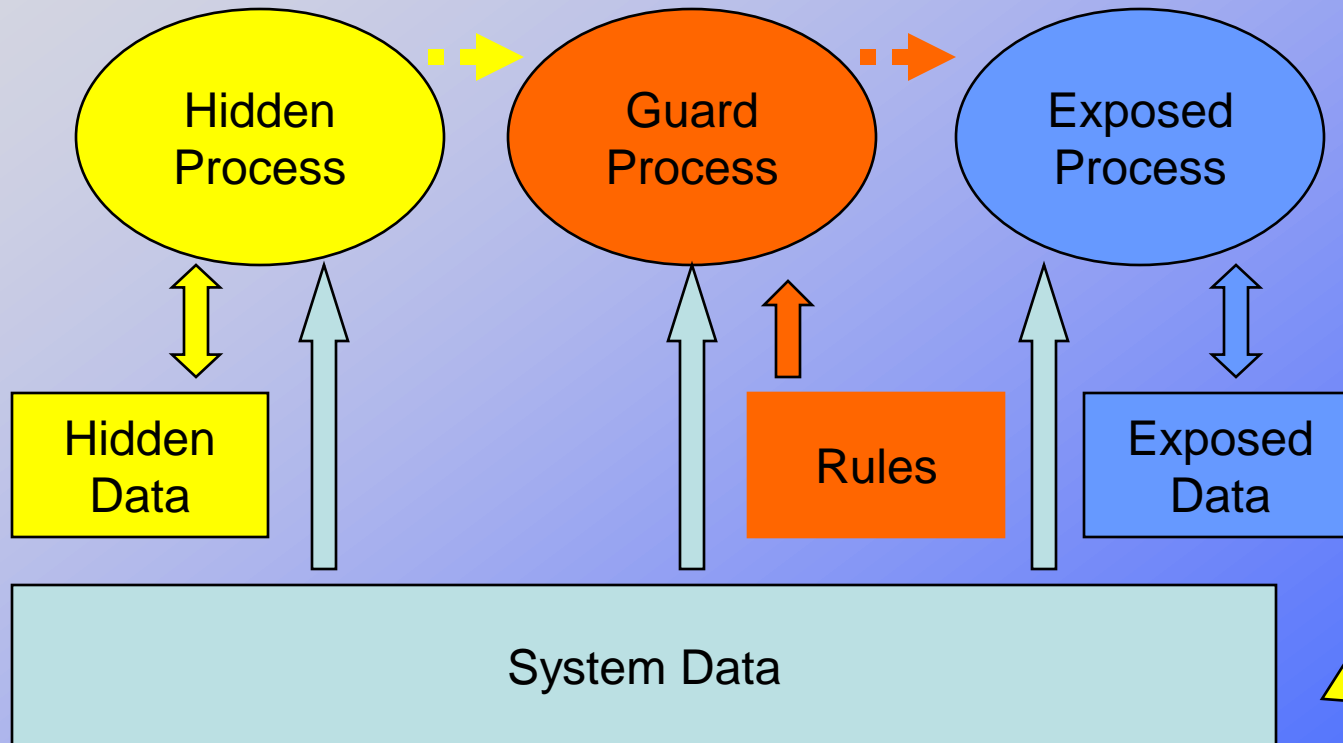 Hidden
Process
Guard
Process
Exposed
Process
Hidden
Data
Rules
Exposed
Data
System Data